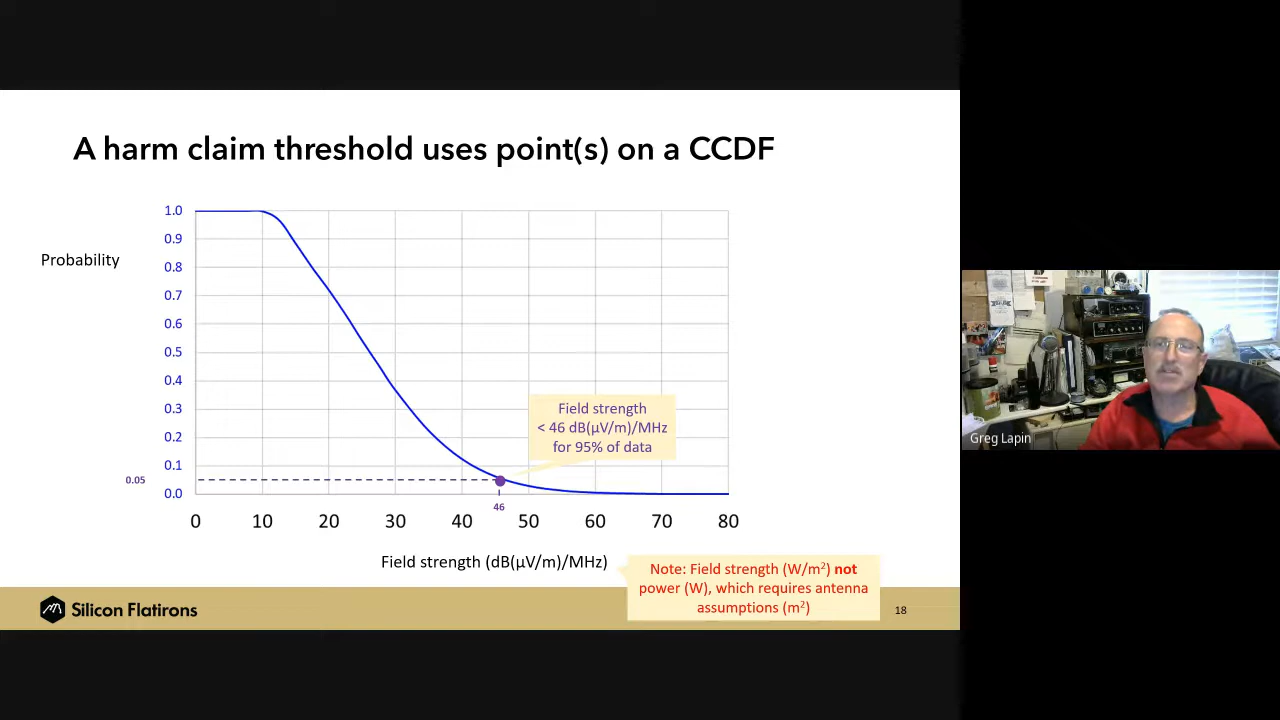 A harm claim threshold uses point(s) on a CCDF
Probability
1.0
0.9
0.8
0.7
0.6
0.5
0.4
0.3
0.2
0.1
0.05
0.0
Field strength
< 46 dB(μV/m)/MHz
for 95% of data
46
0 10 20 30 40 50 60 70 80
Field strength (dB(μV/m)/MHz)
Note: Field strength (W/m²) not
power (W), which requires antenna
assumptions (m²)
Silicon Flatirons
18
Greg Lapin